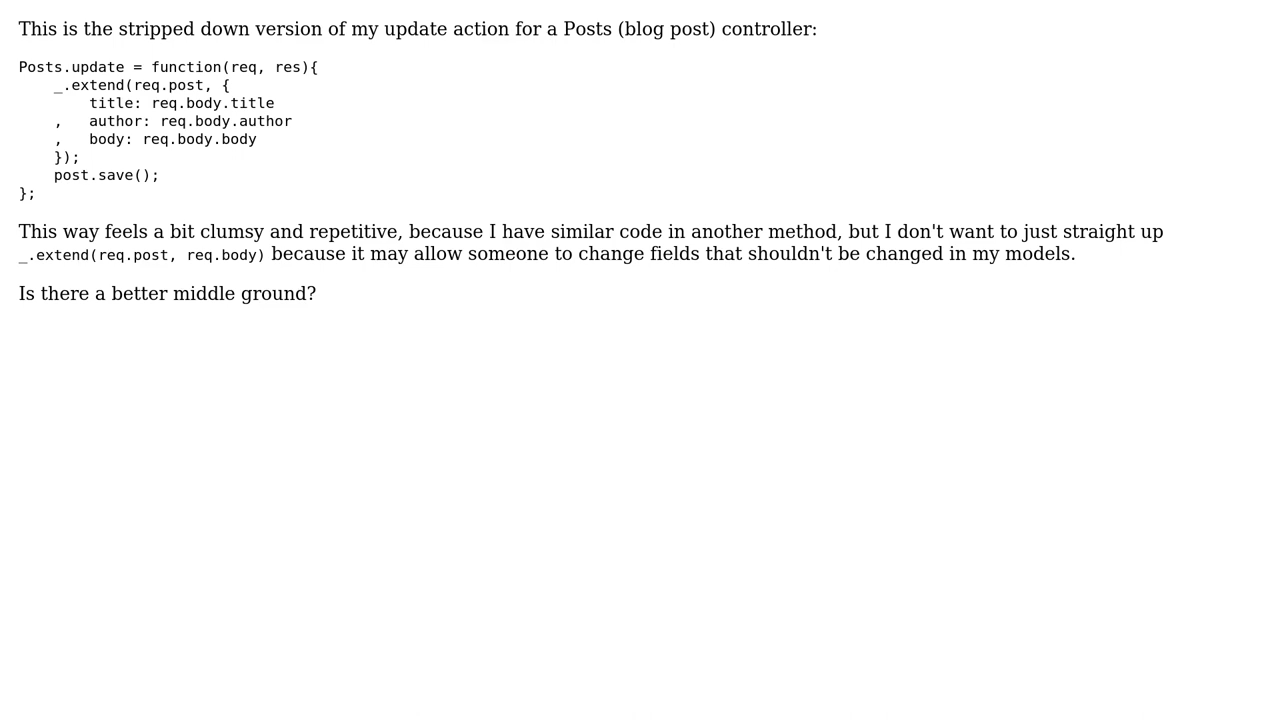 This is the stripped down version of my update action for a Posts (blog post) controller:
Posts.update = function(req, res){
    _.extend(req.post, {
        title: req.body.title
    ,   author: req.body.author
    ,   body: req.body.body
    });
    post.save();
};
This way feels a bit clumsy and repetitive, because I have similar code in another method, but I don't want to just straight up
_.extend(req.post, req.body) because it may allow someone to change fields that shouldn't be changed in my models.
Is there a better middle ground?